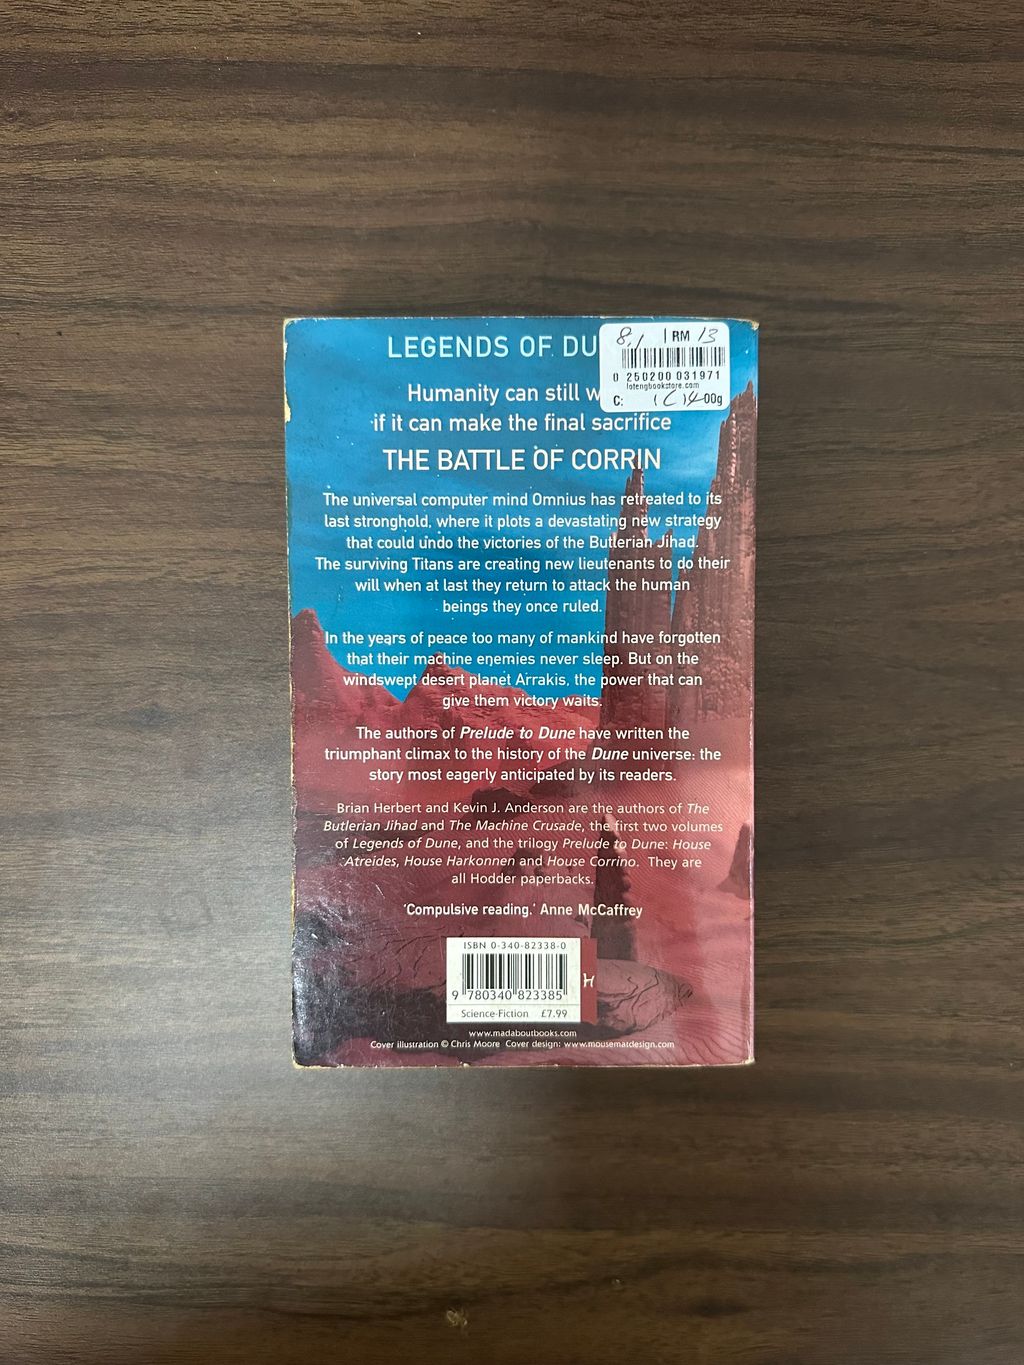 LEGENDS OF DU
8.1 RM 13
0 250200 031971
lotengbookstore.com
C: 00g
Humanity can still w
if it can make the final sacrifice
THE BATTLE OF CORRIN
The universal computer mind Omnius has retreated to its
last stronghold, where it plots a devastating new strategy
that could undo the victories of the Butlerian Jihad.
The surviving Titans are creating new lieutenants to do their
will when at last they return to attack the human
beings they once ruled.
In the years of peace too many of mankind have forgotten
that their machine enemies never sleep. But on the
windswept desert planet Arrakis, the power that can
give them victory waits.
The authors of Prelude to Dune have written the
triumphant climax to the history of the Dune universe: the
story most eagerly anticipated by its readers.
Brian Herbert and Kevin J. Anderson are the authors of The
Butlerian Jihad and The Machine Crusade, the first two volumes
of Legends of Dune, and the trilogy Prelude to Dune: House
Atreides, House Harkonnen and House Corrino. They are
all Hodder paperbacks.
'Compulsive reading.' Anne McCaffrey
ISBN 0-340-82338-0
9 780340 823385
Science-Fiction £7.99
www.madaboutbooks.com
Cover illustration © Chris Moore Cover design: www.mousematdesign.com